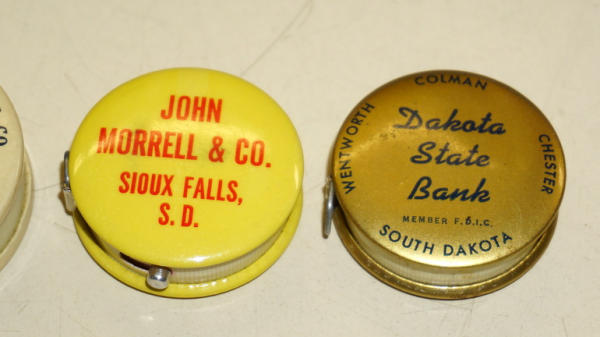 JOHN
MORRELL & CO.
SIOUX FALLS,
S. D.
COLMAN
WENTWORTH
CHESTER
Dakota
State
Bank
MEMBER F.D.I.C.
SOUTH DAKOTA